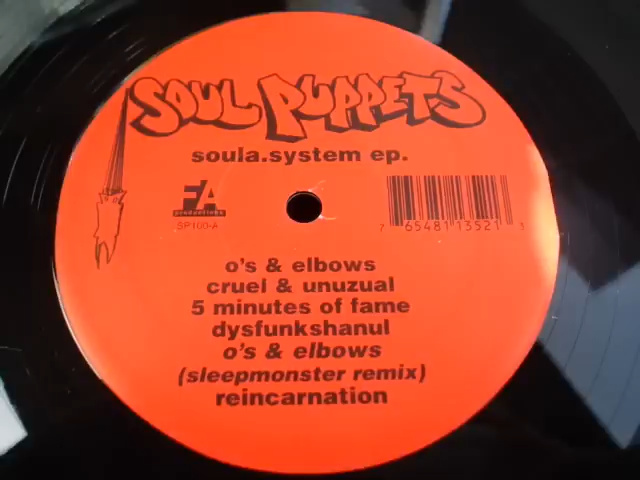 SOUL PUPPETS
soula.system ep.
FA
productions
SP100-A
7 65481 13521 3
o's & elbows
cruel & unuzual
5 minutes of fame
dysfunkshanul
o's & elbows
(sleepmonster remix)
reincarnation